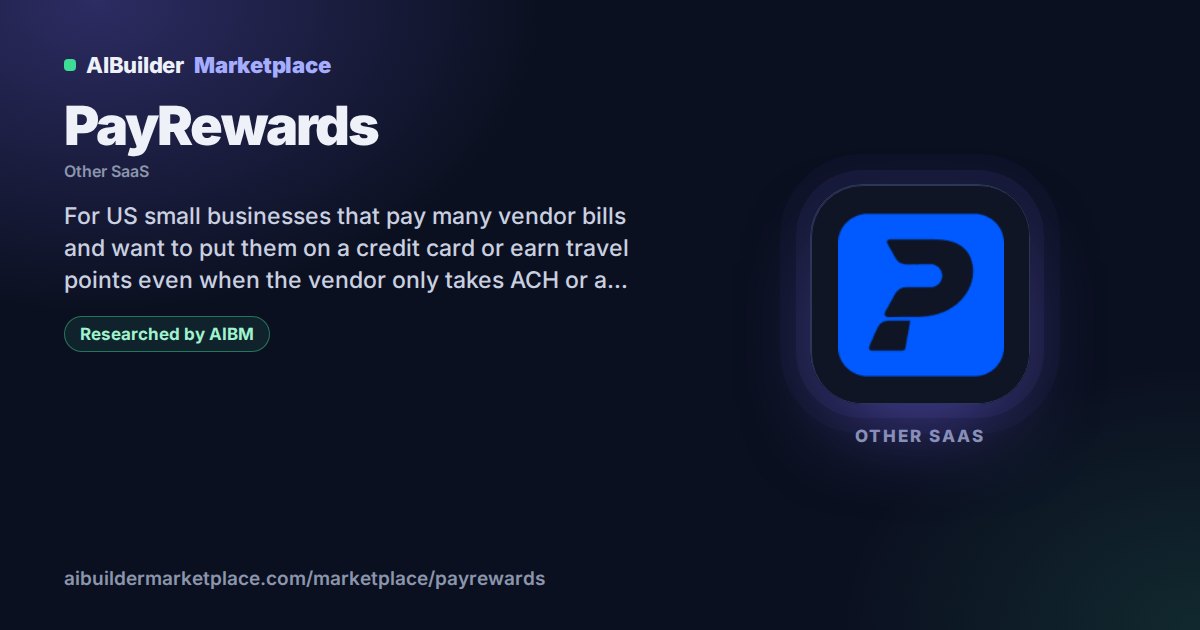 AIBuilder Marketplace
PayRewards
Other SaaS
For US small businesses that pay many vendor bills
and want to put them on a credit card or earn travel
points even when the vendor only takes ACH or a...
Researched by AIBM
OTHER SAAS
aibuildermarketplace.com/marketplace/payrewards